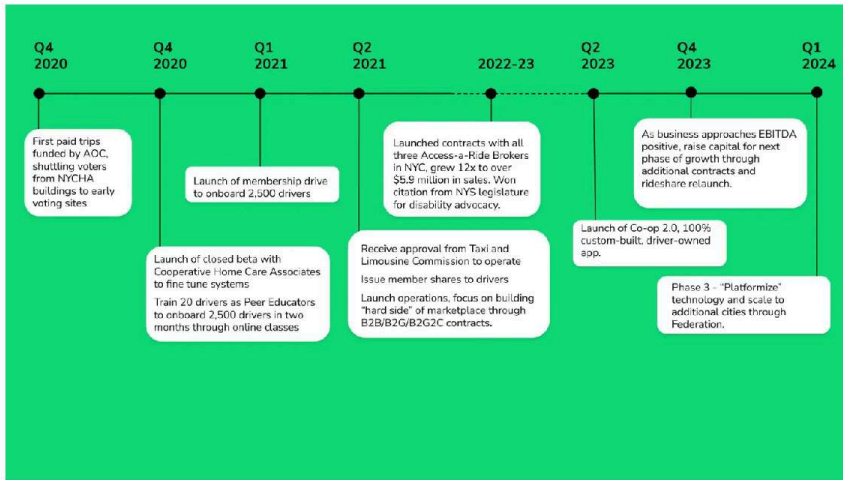 Q4
2020
Q4
2020
Q1
2021
Q2
2021
2022-23
Q2
2023
Q4
2023
Q1
2024
First paid trips
funded by AOC,
shuttling voters
from NYCHA
buildings to early
voting sites
Launch of closed beta with
Cooperative Home Care Associates
to fine tune systems
Train 20 drivers as Peer Educators
to onboard 2,500 drivers in two
months through online classes
Launch of membership drive
to onboard 2,500 drivers
Receive approval from Taxi and
Limousine Commission to operate
Issue member shares to drivers
Launch operations, focus on building
“hard side” of marketplace through
B2B/B2G/B2G2C contracts.
Launched contracts with all
three Access-a-Ride Brokers
in NYC, grew 12x to over
$5.9 million in sales. Won
citation from NYS legislature
for disability advocacy.
Launch of Co-op 2.0, 100%
custom-built, driver-owned
app.
As business approaches EBITDA
positive, raise capital for next
phase of growth through
additional contracts and
rideshare relaunch.
Phase 3 – “Platformize”
technology and scale to
additional cities through
Federation.